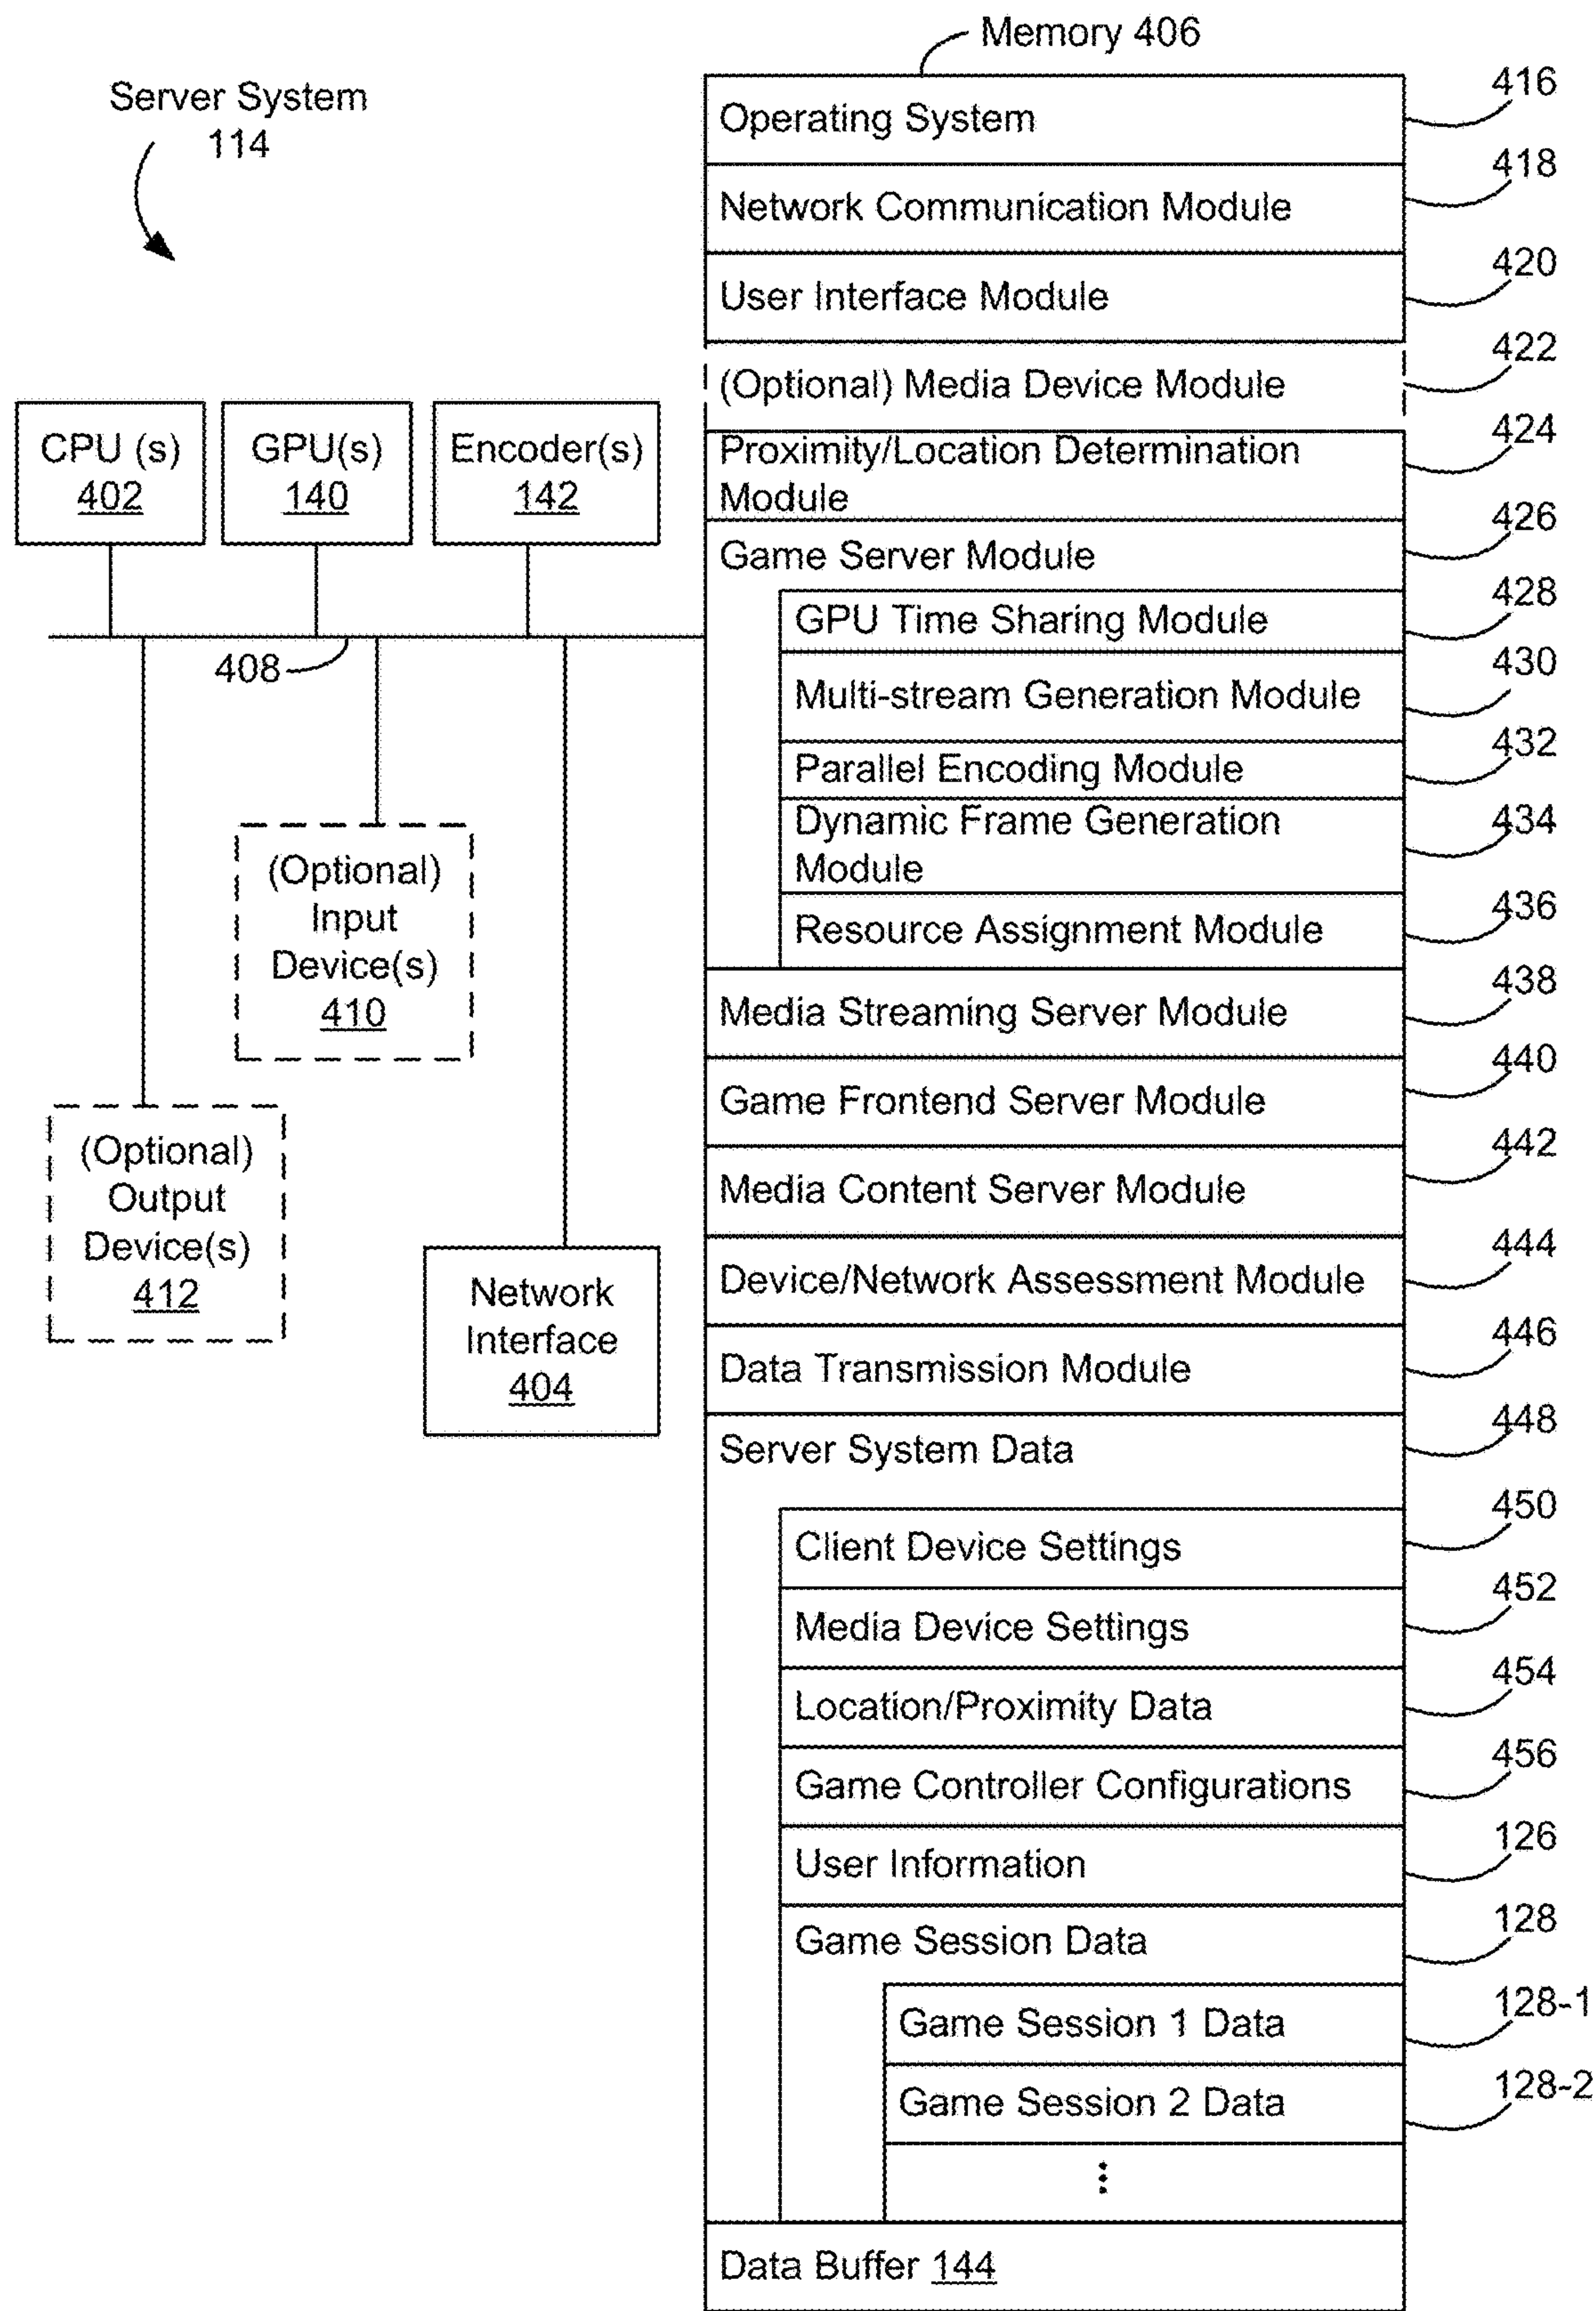 Memory 406
Server System
114
Operating System
416
Network Communication Module
418
User Interface Module
420
(Optional) Media Device Module
422
Proximity/Location Determination
Module
424
Game Server Module
426
GPU Time Sharing Module
428
Multi-stream Generation Module
430
Parallel Encoding Module
432
Dynamic Frame Generation
Module
434
Resource Assignment Module
436
Media Streaming Server Module
438
Game Frontend Server Module
440
Media Content Server Module
442
Device/Network Assessment Module
444
Data Transmission Module
446
Server System Data
448
Client Device Settings
450
Media Device Settings
452
Location/Proximity Data
454
Game Controller Configurations
456
User Information
126
Game Session Data
128
Game Session 1 Data
128-1
Game Session 2 Data
128-2
⋮
Data Buffer 144
CPU (s)
402
GPU(s)
140
Encoder(s)
142
408
(Optional)
Input
Device(s)
410
(Optional)
Output
Device(s)
412
Network
Interface
404